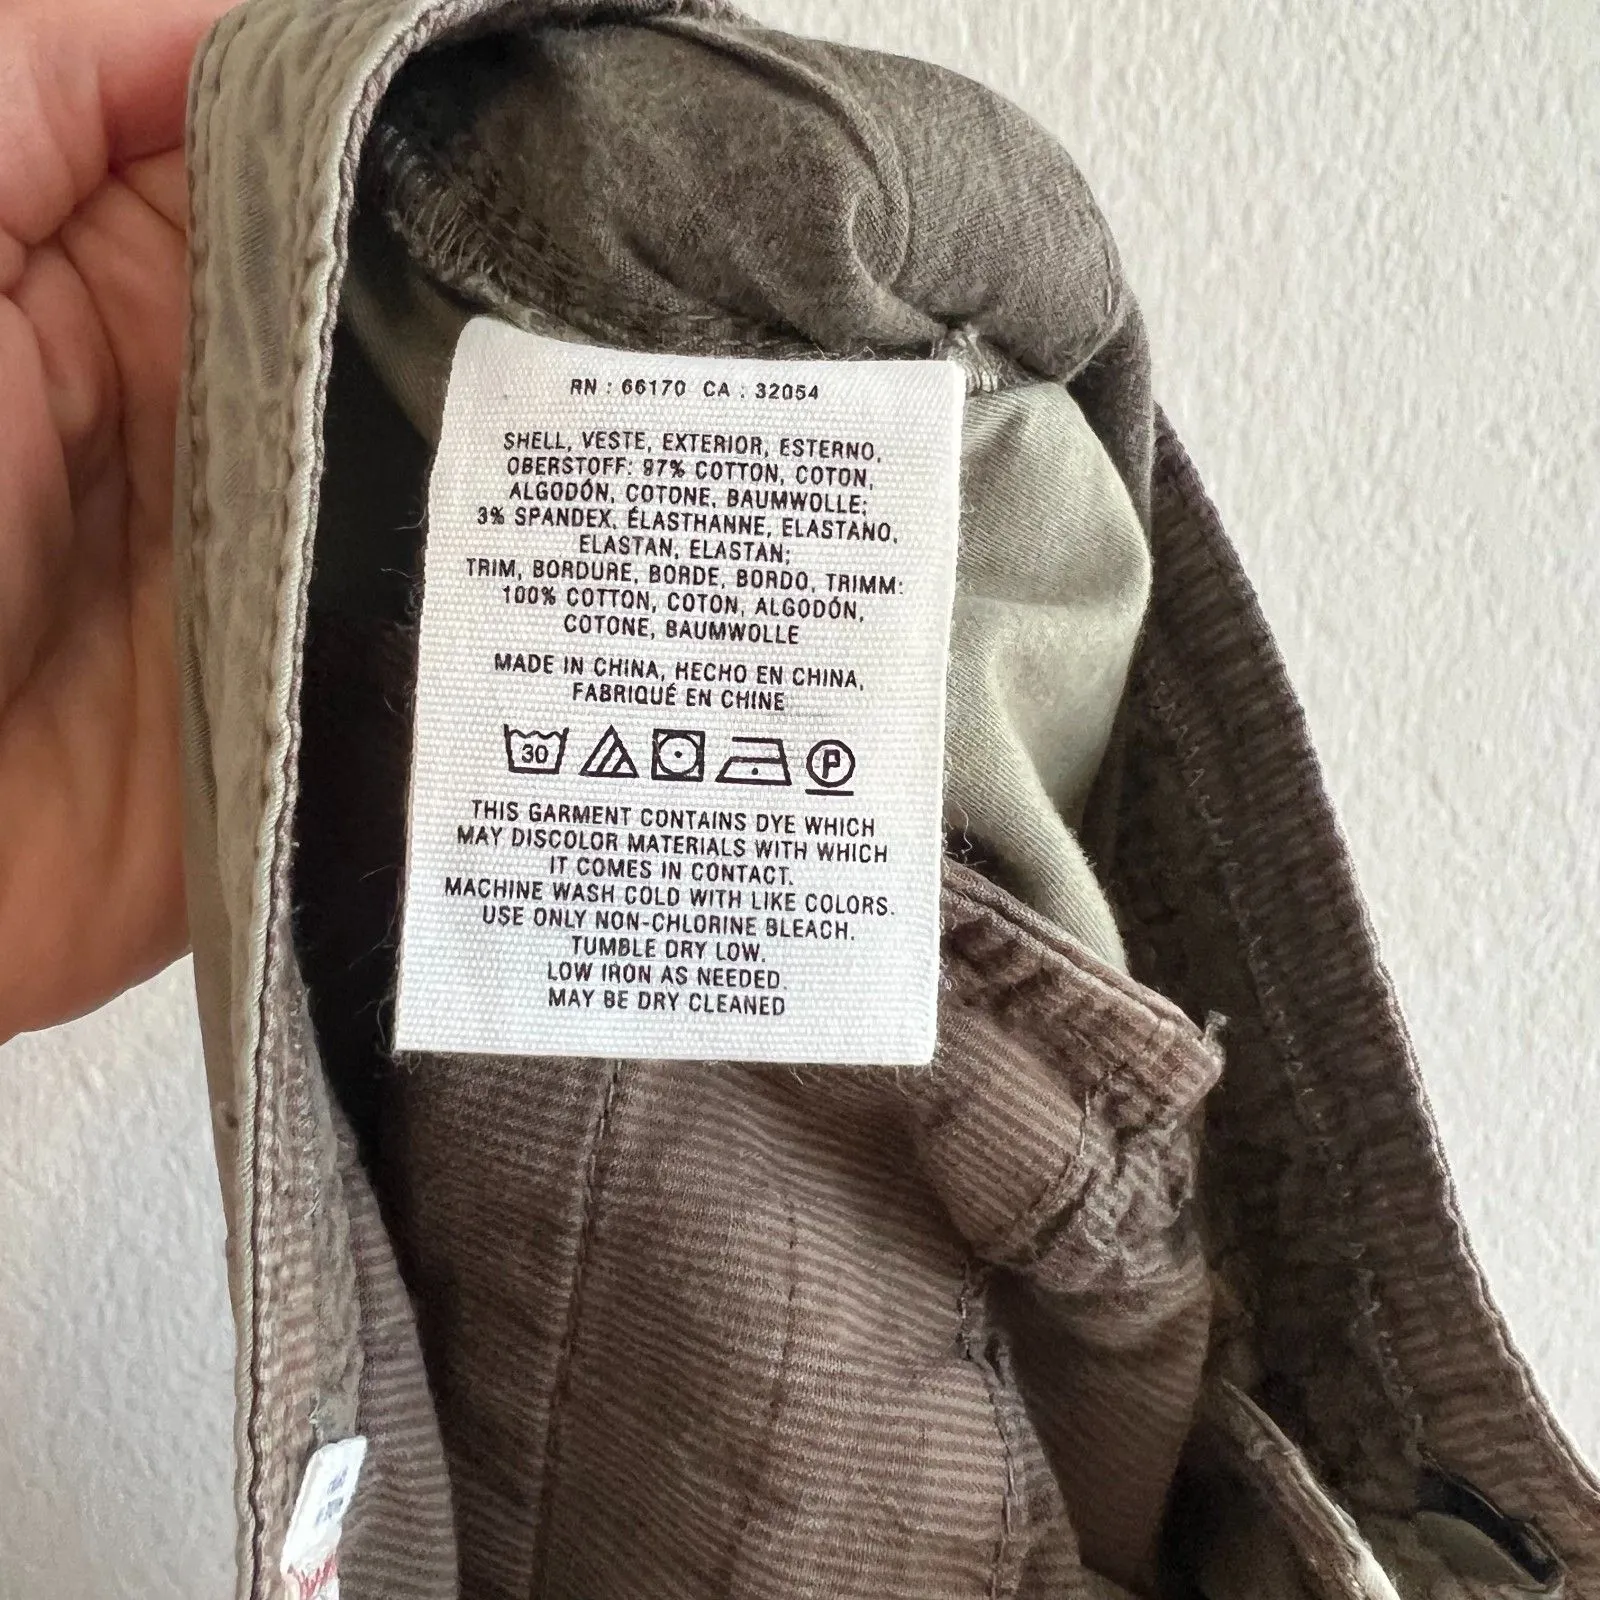 RN : 66170 CA : 32054
SHELL, VESTE, EXTERIOR, ESTERNO,
OBERSTOFF: 97% COTTON, COTON,
ALGODÓN, COTONE, BAUMWOLLE;
3% SPANDEX, ÉLASTHANNE, ELASTANO,
ELASTAN, ELASTAN;
TRIM, BORDURE, BORDE, BORDO, TRIMM:
100% COTTON, COTON, ALGODÓN,
COTONE, BAUMWOLLE
MADE IN CHINA, HECHO EN CHINA,
FABRIQUÉ EN CHINE
30 P
THIS GARMENT CONTAINS DYE WHICH
MAY DISCOLOR MATERIALS WITH WHICH
IT COMES IN CONTACT.
MACHINE WASH COLD WITH LIKE COLORS.
USE ONLY NON-CHLORINE BLEACH.
TUMBLE DRY LOW.
LOW IRON AS NEEDED.
MAY BE DRY CLEANED